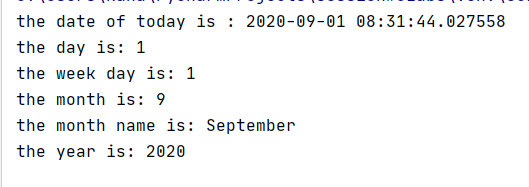 the date of today is : 2020-09-01 08:31:44.027558
the day is: 1
the week day is: 1
the month is: 9
the month name is: September
the year is: 2020